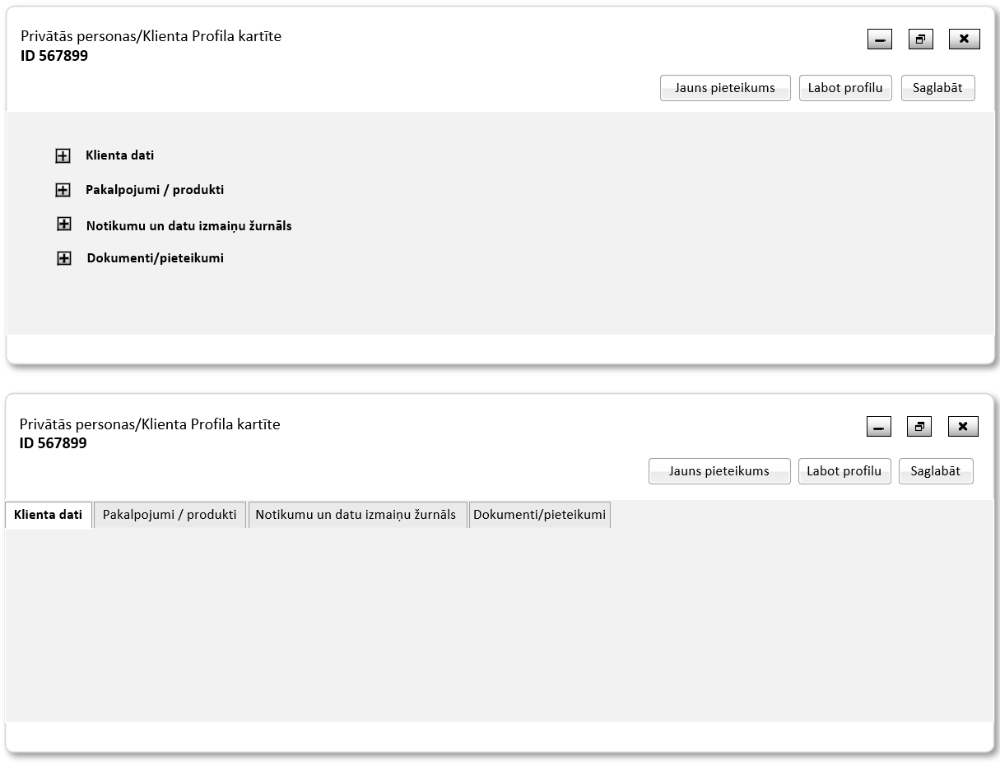 Privātās personas/Klienta Profila kartīte
ID 567899
Jauns pieteikums Labot profilu Saglabāt
Klienta dati
Pakalpojumi / produkti
Notikumu un datu izmaiņu žurnāls
Dokumenti/pieteikumi
Privātās personas/Klienta Profila kartīte
ID 567899
Jauns pieteikums Labot profilu Saglabāt
Klienta dati Pakalpojumi / produkti Notikumu un datu izmaiņu žurnāls Dokumenti/pieteikumi